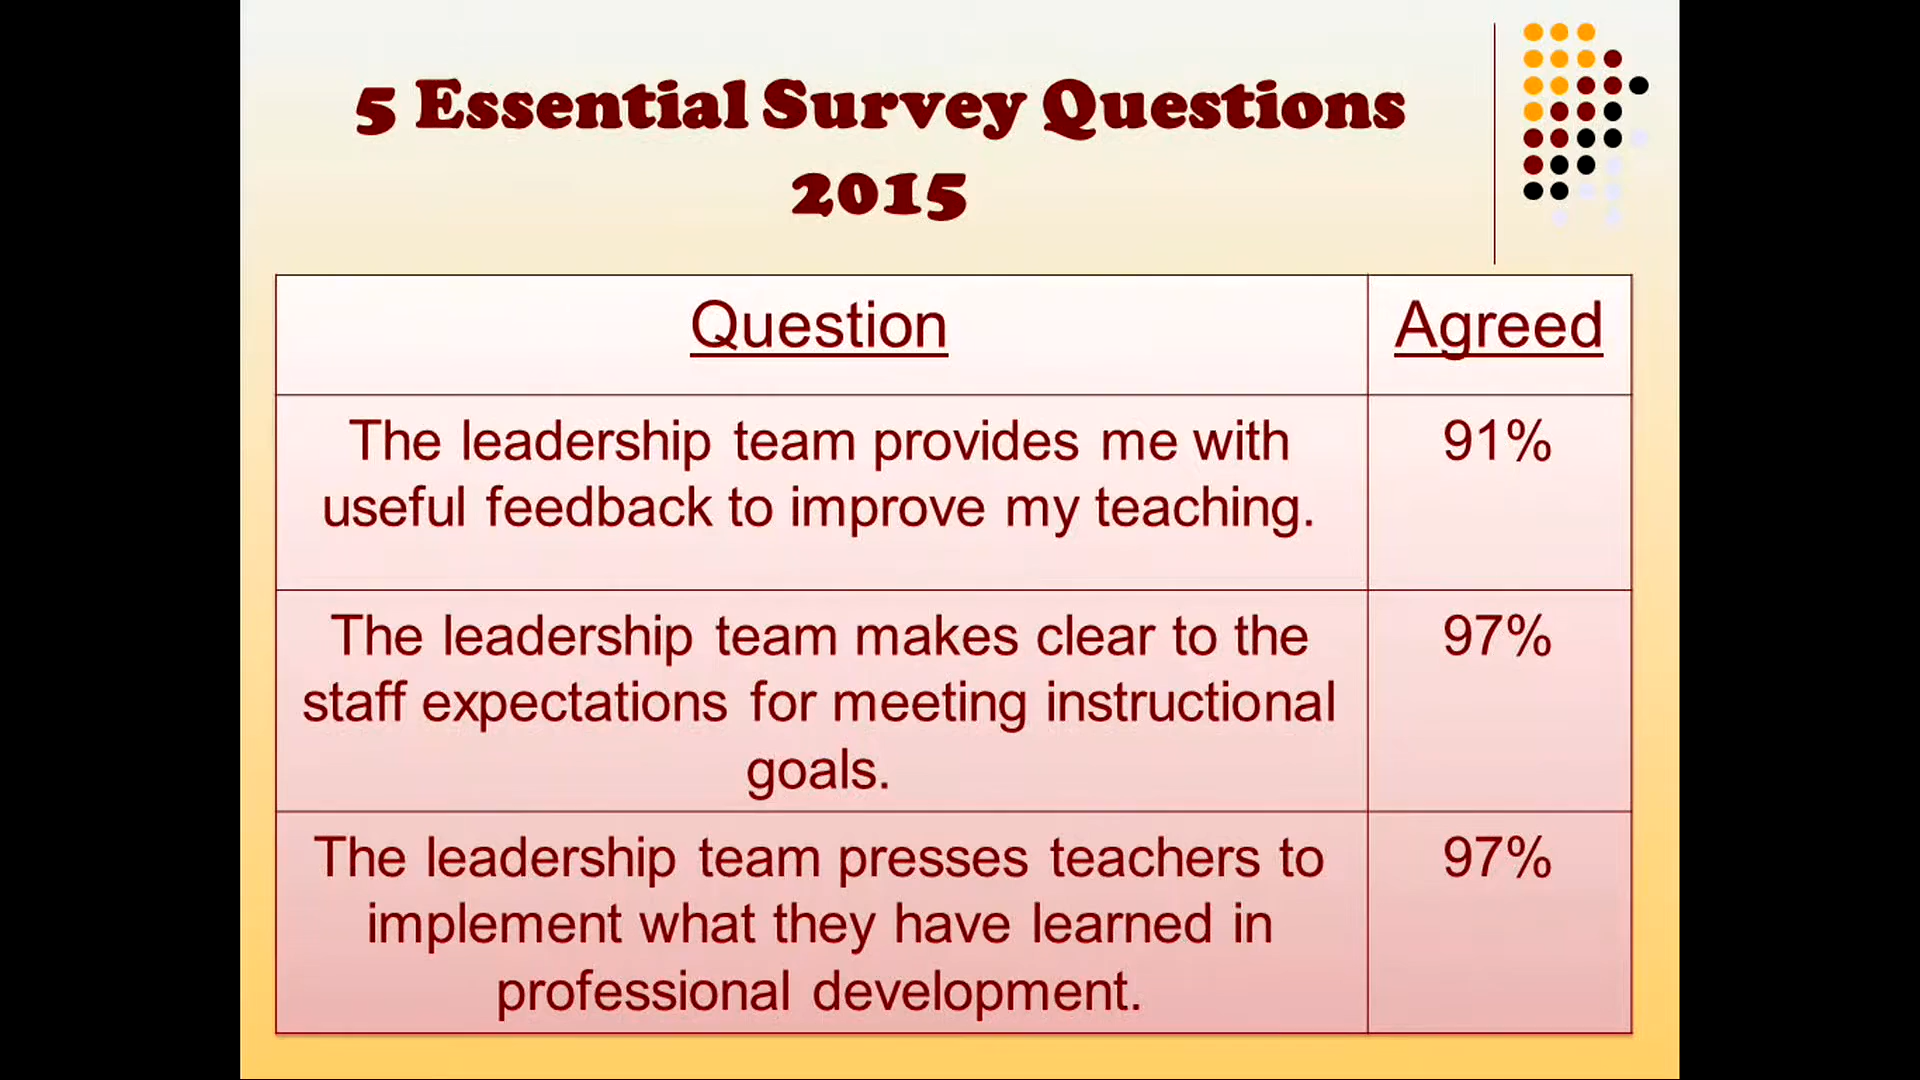 5 Essential Survey Questions
2015
Question
Agreed
The leadership team provides me with
useful feedback to improve my teaching.
91%
The leadership team makes clear to the
staff expectations for meeting instructional
goals.
97%
The leadership team presses teachers to
implement what they have learned in
professional development.
97%